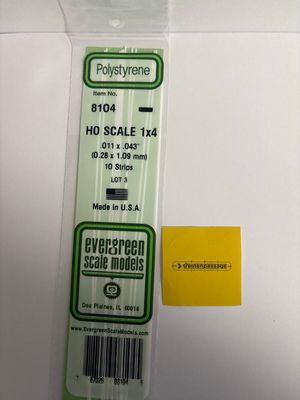 Polystyrene
Item No.
8104
HO SCALE 1x4
.011 x .043"
(0.28 x 1.09 mm)
10 Strips
LOT 3
Made in U.S.A.
evergreen
scale models
Des Plaines, IL 60018
www.EvergreenScaleModels.com